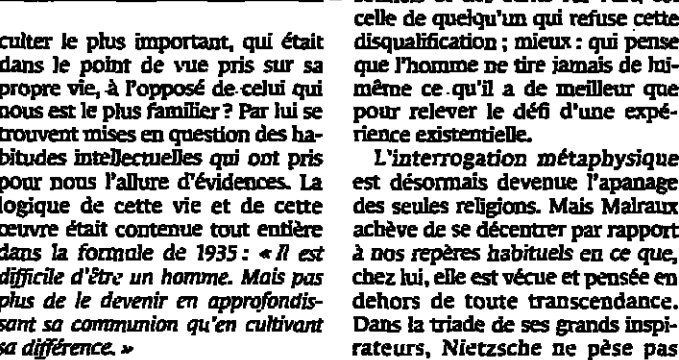 culter le plus important, qui était
dans le point de vue pris sur sa
propre vie, à l'opposé de celui qui
nous est le plus familier ? Par lui se
trouvent mises en question des ha-
bitudes intellectuelles qui ont pris
pour nous l'allure d'évidences. La
logique de cette vie et de cette
œuvre était contenue tout entière
dans la formule de 1935 : « Il est
difficile d'être un homme. Mais pas
plus de le devenir en approfondis-
sant sa communion qu'en cultivant
sa différence. »
celle de quelqu'un qui refuse cette
disqualification ; mieux : qui pense
que l'homme ne tire jamais de lui-
même ce qu'il a de meilleur que
pour relever le défi d'une expé-
rience existentielle.
L'interrogation métaphysique
est désormais devenue l'apanage
des seules religions. Mais Malraux
achève de se décentrer par rapport
à nos repères habituels en ce que,
chez lui, elle est vécue et pensée en
dehors de toute transcendance.
Dans la triade de ses grands inspi-
rateurs, Nietzsche ne pèse pas